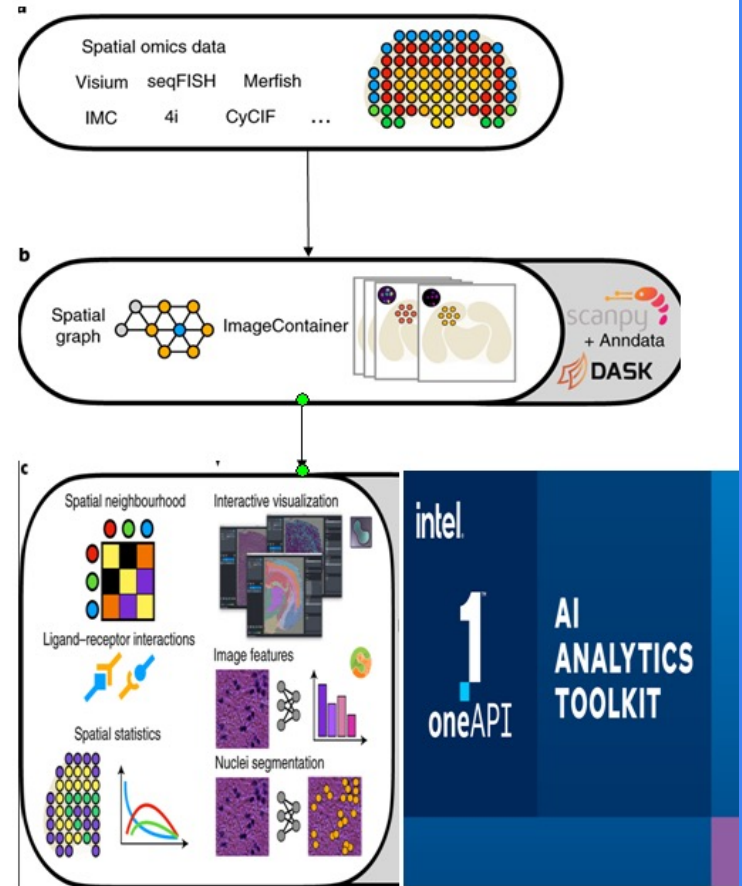 a
Spatial omics data
Visium seqFISH Merfish
IMC 4i CyCIF ...
b
Spatial
graph
ImageContainer
scanpy
+ Anndata
DASK
c
Spatial neighbourhood
Interactive visualization
Ligand–receptor interactions
Image features
Spatial statistics
Nuclei segmentation
intel.
1
oneAPI
AI
ANALYTICS
TOOLKIT